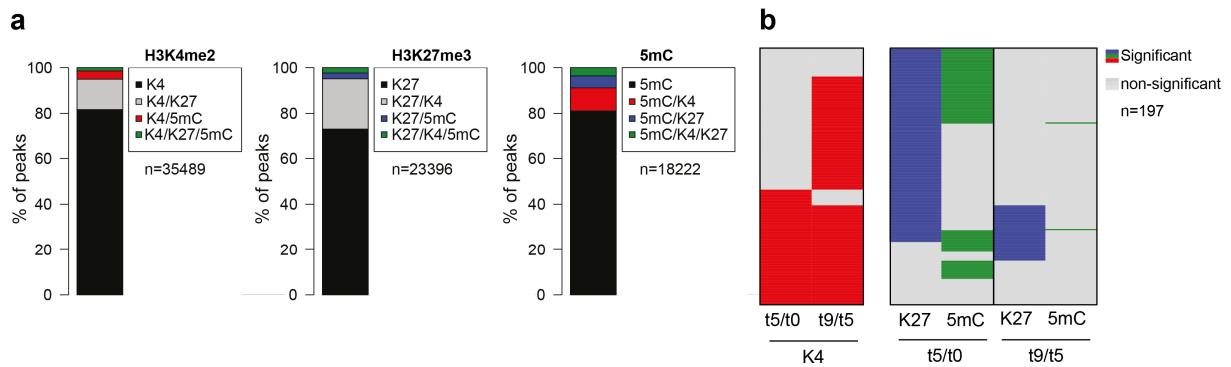 a
H3K4me2
% of peaks
100
80
60
40
20
0
K4
K4/K27
K4/5mC
K4/K27/5mC
n=35489
H3K27me3
% of peaks
100
80
60
40
20
0
K27
K27/K4
K27/5mC
K27/K4/5mC
n=23396
5mC
% of peaks
100
80
60
40
20
0
5mC
5mC/K4
5mC/K27
5mC/K4/K27
n=18222
b
Significant
non-significant
n=197
t5/t0 t9/t5
K4
K27 5mC K27 5mC
t5/t0 t9/t5